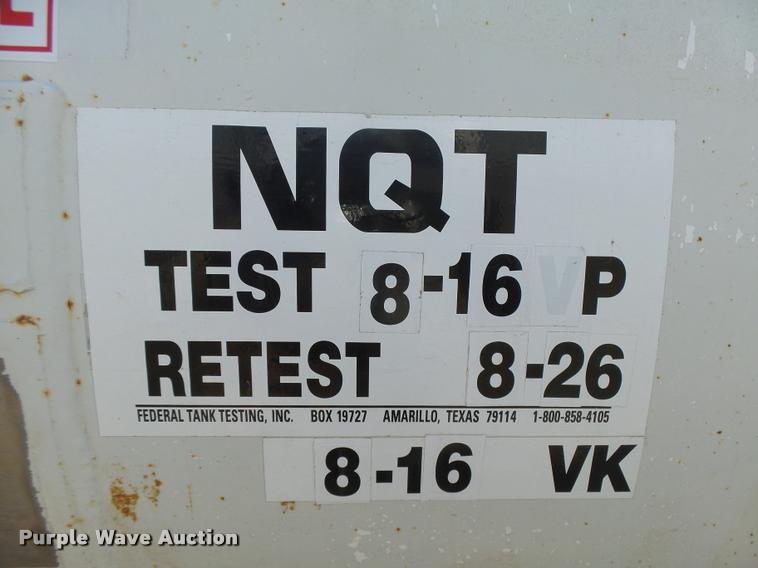 NQT
TEST 8-16 VP
RETEST 8-26
FEDERAL TANK TESTING, INC. BOX 19727 AMARILLO, TEXAS 79114 1-800-858-4105
8-16 VK
Purple Wave Auction